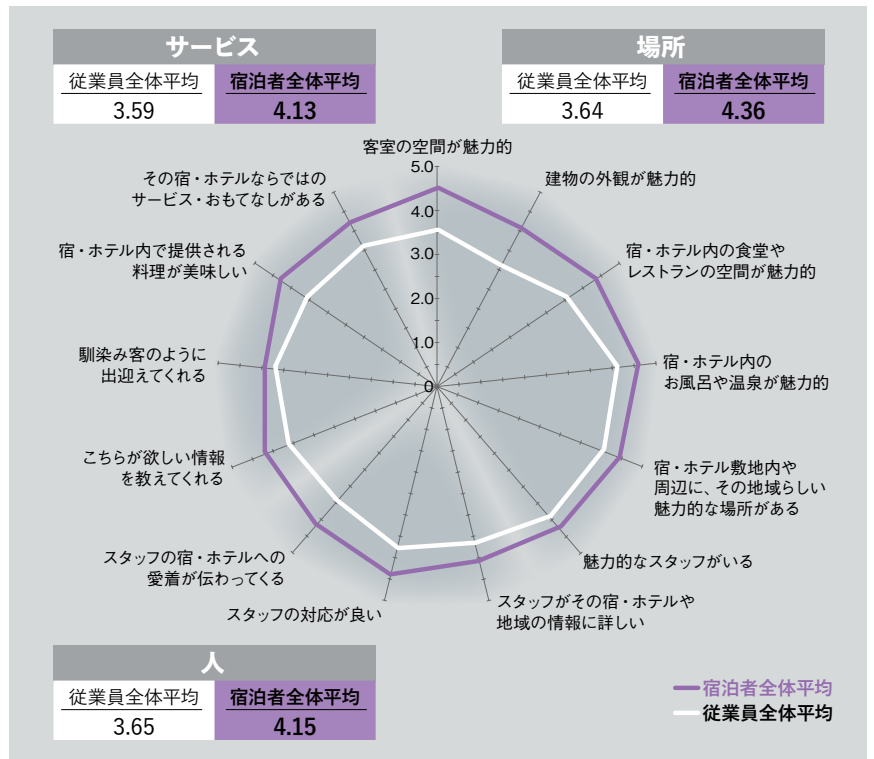 サービス
従業員全体平均
3.59
宿泊者全体平均
4.13
場所
従業員全体平均
3.64
宿泊者全体平均
4.36
客室の空間が魅力的
建物の外観が魅力的
宿・ホテル内の食堂や
レストランの空間が魅力的
宿・ホテル内の
お風呂や温泉が魅力的
宿・ホテル敷地内や
周辺に、その地域らしい
魅力的な場所がある
魅力的なスタッフがいる
スタッフがその宿・ホテルや
地域の情報に詳しい
スタッフの対応が良い
スタッフの宿・ホテルへの
愛着が伝わってくる
こちらが欲しい情報
を教えてくれる
馴染み客のように
出迎えてくれる
宿・ホテル内で提供される
料理が美味しい
その宿・ホテルならではの
サービス・おもてなしがある
5.0
4.0
3.0
2.0
1.0
0
人
従業員全体平均
3.65
宿泊者全体平均
4.15
宿泊者全体平均
従業員全体平均